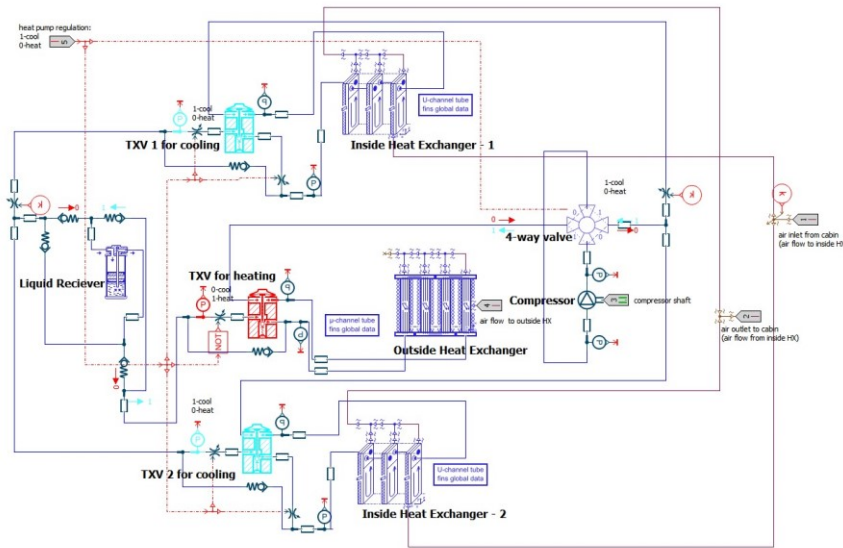 heat pump regulation:
1-cool
0-heat
5
1-cool
0-heat
U-channel tube
fins global data
TXV 1 for cooling
Inside Heat Exchanger - 1
1-cool
0-heat
4-way valve
air inlet from cabin
(air flow to inside HX
Liquid Reciever
TXV for heating
0-cool
1-heat
NOT
μ-channel tube
fins global data
air flow to outside HX
Outside Heat Exchanger
Compressor
compressor shaft
air outlet to cabin
(air flow from inside HX)
1-cool
0-heat
TXV 2 for cooling
U-channel tube
fins global data
Inside Heat Exchanger - 2